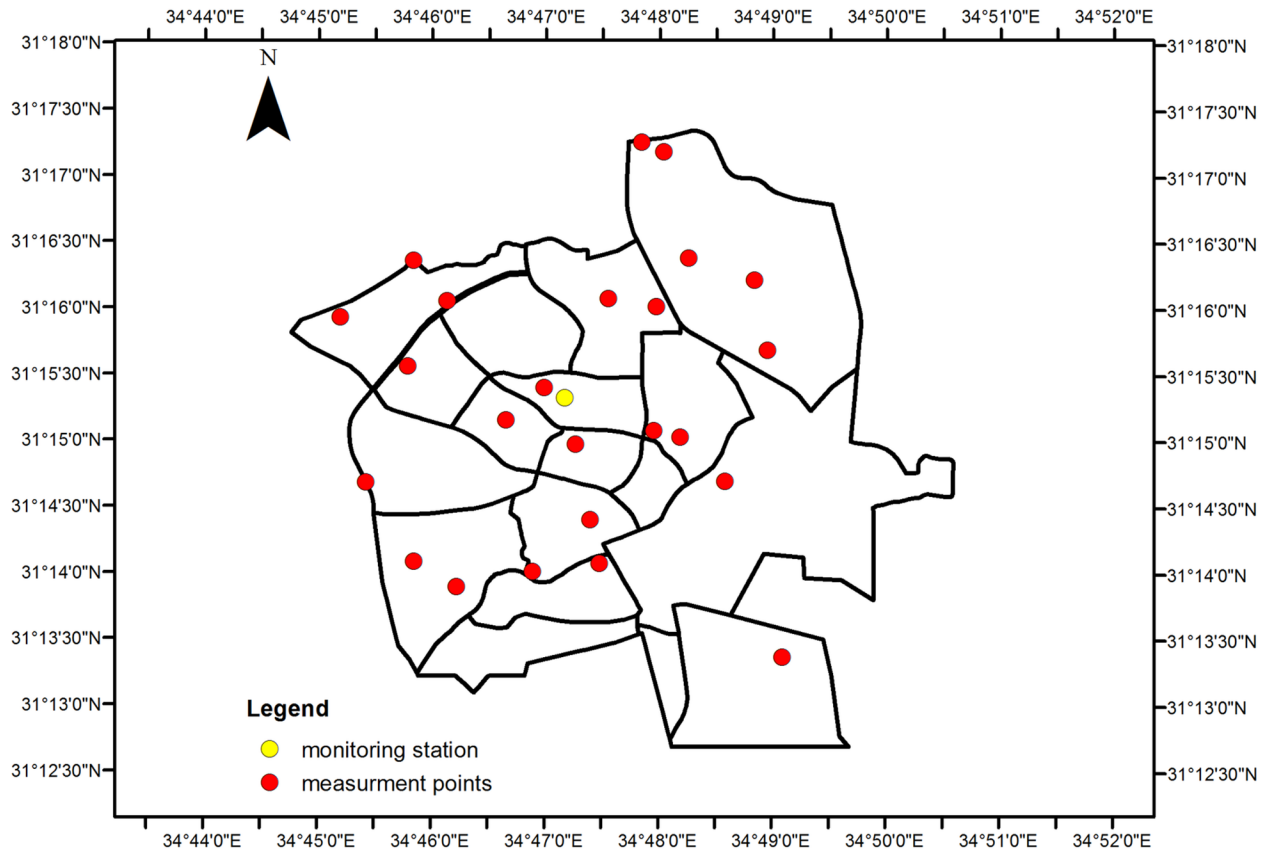 34°44'0"E 34°45'0"E 34°46'0"E 34°47'0"E 34°48'0"E 34°49'0"E 34°50'0"E 34°51'0"E 34°52'0"E
31°18'0"N 31°18'0"N
N
31°17'30"N 31°17'30"N
31°17'0"N 31°17'0"N
31°16'30"N 31°16'30"N
31°16'0"N 31°16'0"N
31°15'30"N 31°15'30"N
31°15'0"N 31°15'0"N
31°14'30"N 31°14'30"N
31°14'0"N 31°14'0"N
31°13'30"N 31°13'30"N
31°13'0"N 31°13'0"N
Legend
monitoring station
31°12'30"N 31°12'30"N
measurment points
34°44'0"E 34°45'0"E 34°46'0"E 34°47'0"E 34°48'0"E 34°49'0"E 34°50'0"E 34°51'0"E 34°52'0"E